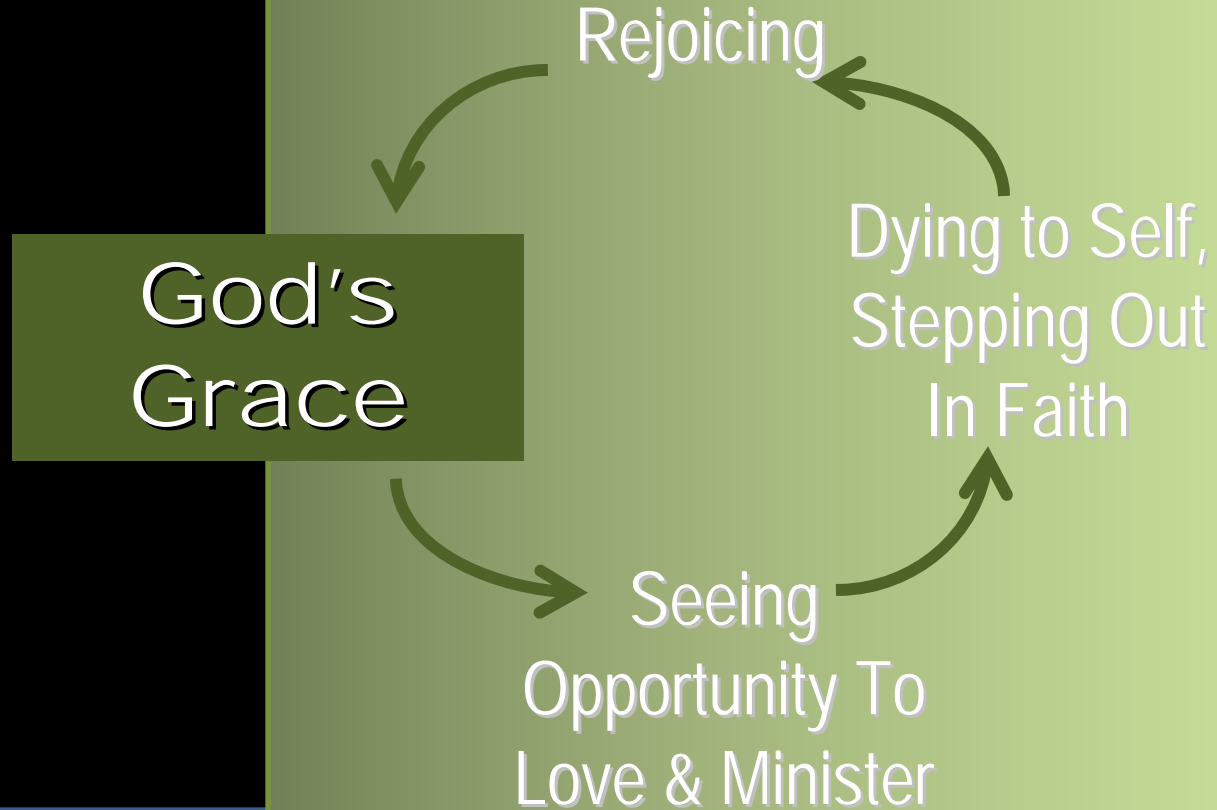 Rejoicing
God's
Grace
Dying to Self,
Stepping Out
In Faith
Seeing
Opportunity To
Love & Minister